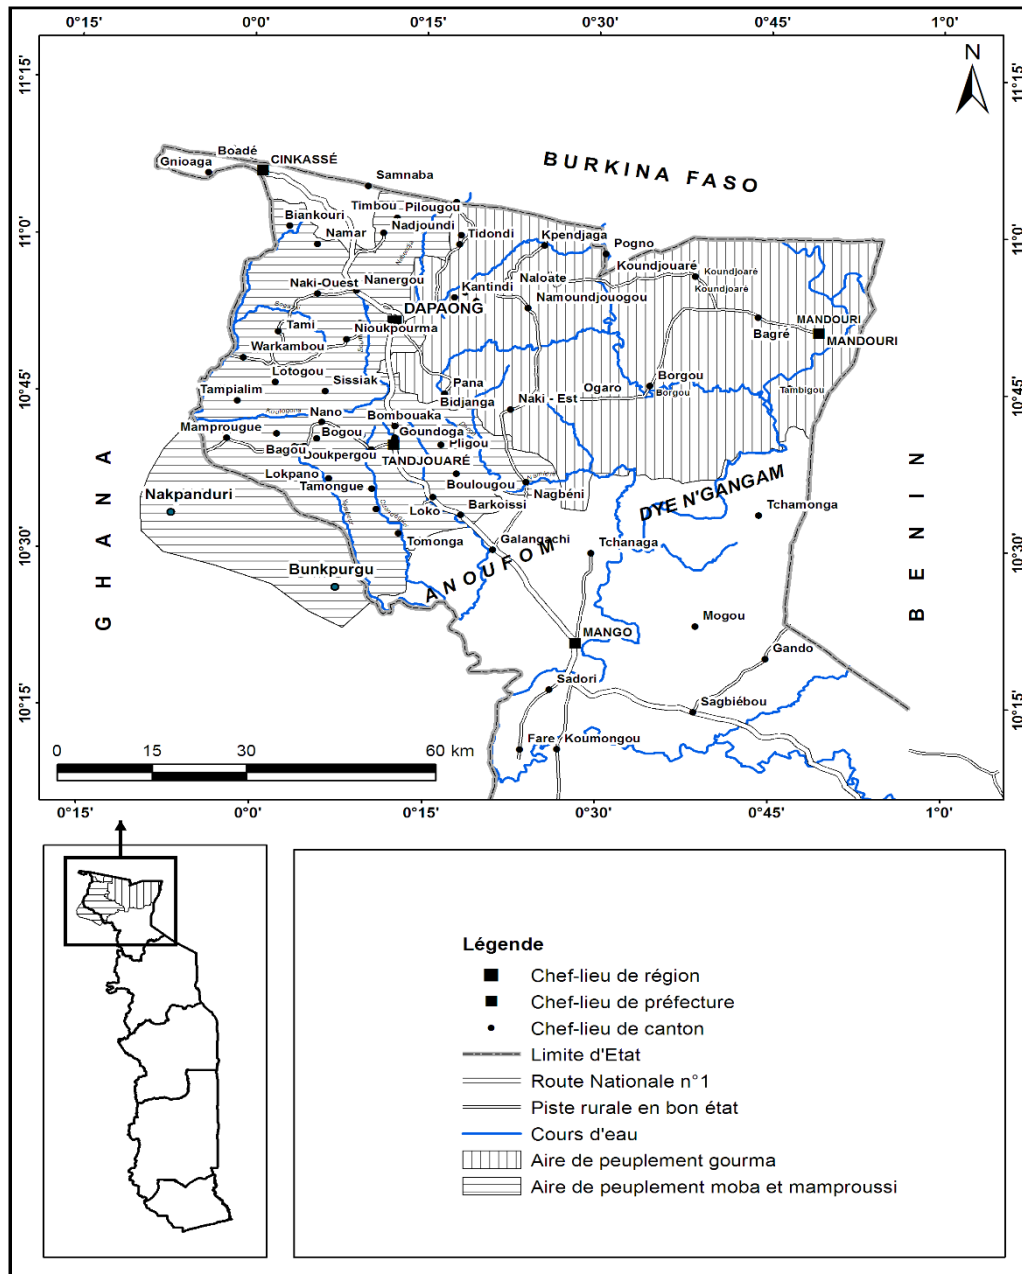 0°15' 0°0' 0°15' 0°30' 0°45' 1°0'
11°15' 11°15'
N
BURKINA FASO
Boadé
Gnioaga
CINKASSÉ
Samnaba
Timbou
Pilougou
Biankouri
Nadjoundi
11°0' 11°0'
Namar
Tidondi
Kpendjaga
Pogno
Koundjouaré
Koundjoaré
Naki-Ouest
Nanergou
Kantindi
Naloate
Koundjoaré
Namoundjouogou
DAPAONG
Tami
Nioukpourma
MANDOURI
Bagré
MANDOURI
Warkambou
Lotogou
Sissiak
Pana
Ogaro
Borgou
10°45' 10°45'
Tampialim
Bidjanga
Naki - Est
Borgou
Tambigou
Nano
Bombouaka
Mamprougue
Bogou
Goundoga
Bagou
Doukpergou
Pligou
TANDJOUARÉ
Lokpano
Tamongue
Boulougou
Nagbéni
GHANA
BENIN
Nakpanduri
Loko
Barkoissi
DYE N'GANGAM
Tchamonga
Tomonga
Galangachi
Tchanaga
10°30' 10°30'
Bunkpurgu
ANOUFOM
Mogou
MANGO
Gando
Sadori
Sagbiébou
10°15' 10°15'
Fare
Koumongou
0 15 30 60 km
0°15' 0°0' 0°15' 0°30' 0°45' 1°0'
Légende
Chef-lieu de région
Chef-lieu de préfecture
Chef-lieu de canton
Limite d'Etat
Route Nationale n°1
Piste rurale en bon état
Cours d'eau
Aire de peuplement gourma
Aire de peuplement moba et mamproussi